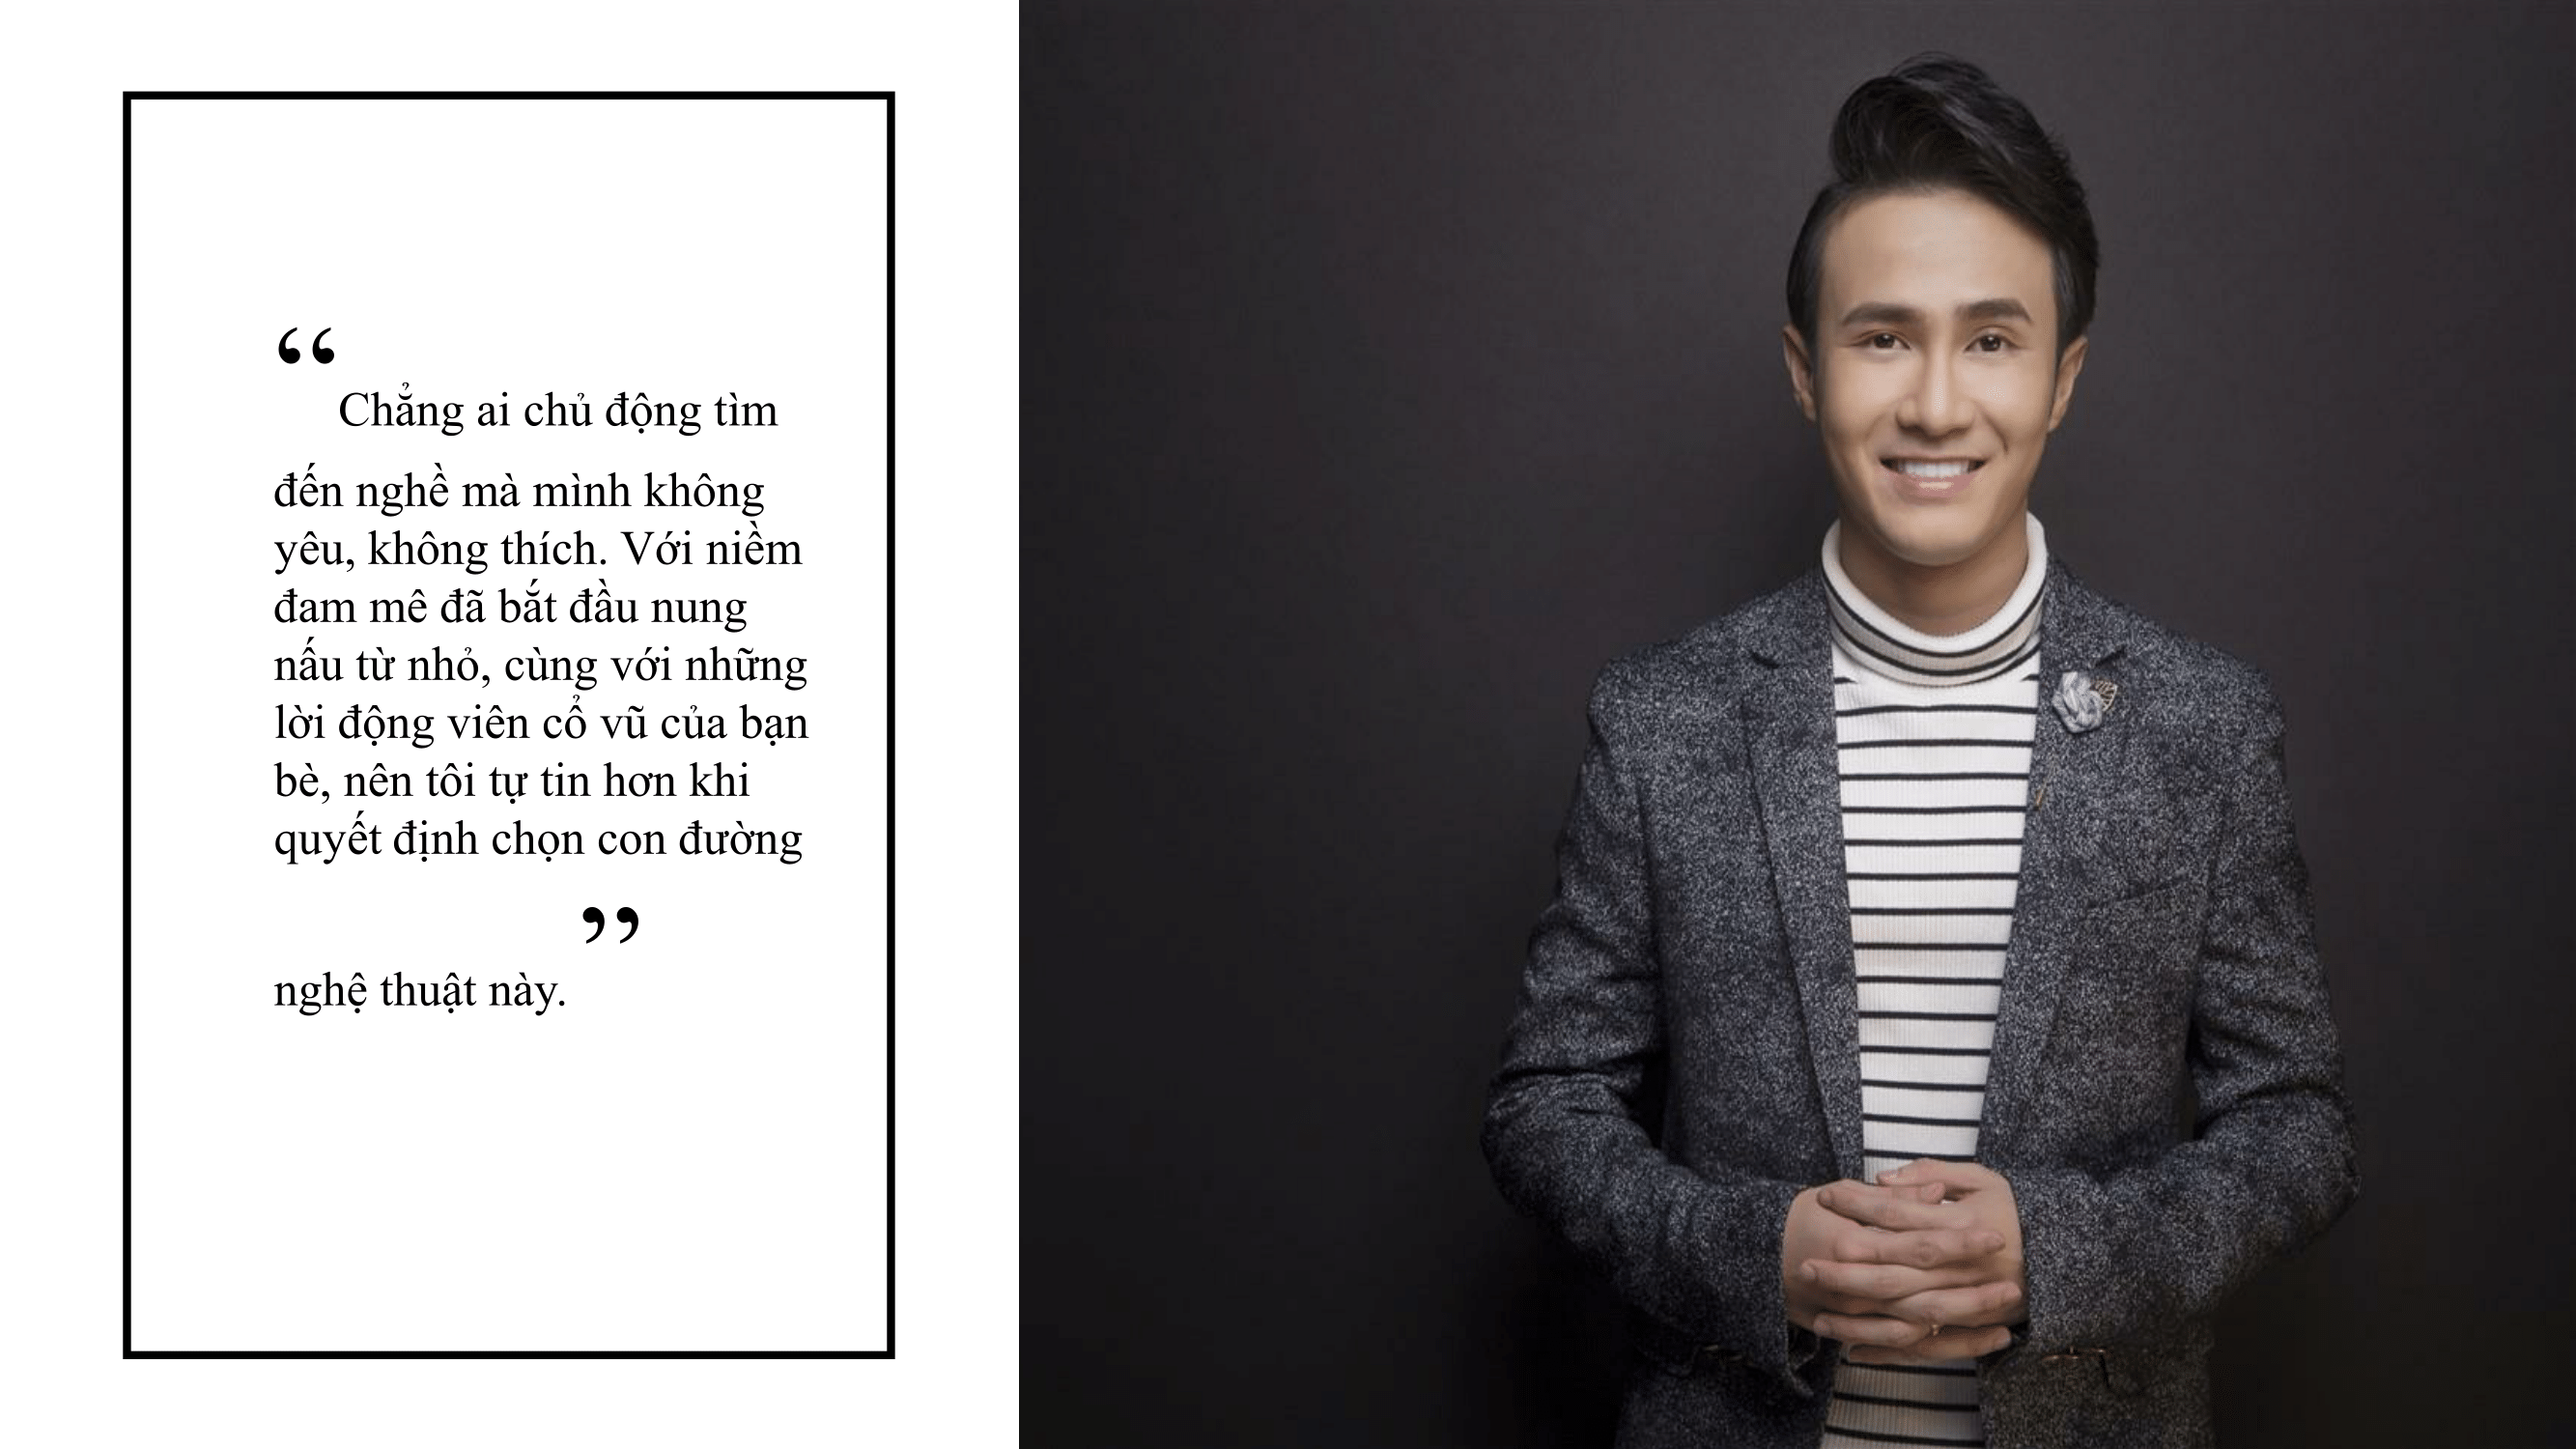 “
Chẳng ai chủ động tìm
đến nghề mà mình không
yêu, không thích. Với niềm
đam mê đã bắt đầu nung
nấu từ nhỏ, cùng với những
lời động viên cổ vũ của bạn
bè, nên tôi tự tin hơn khi
quyết định chọn con đường
nghệ thuật này.”